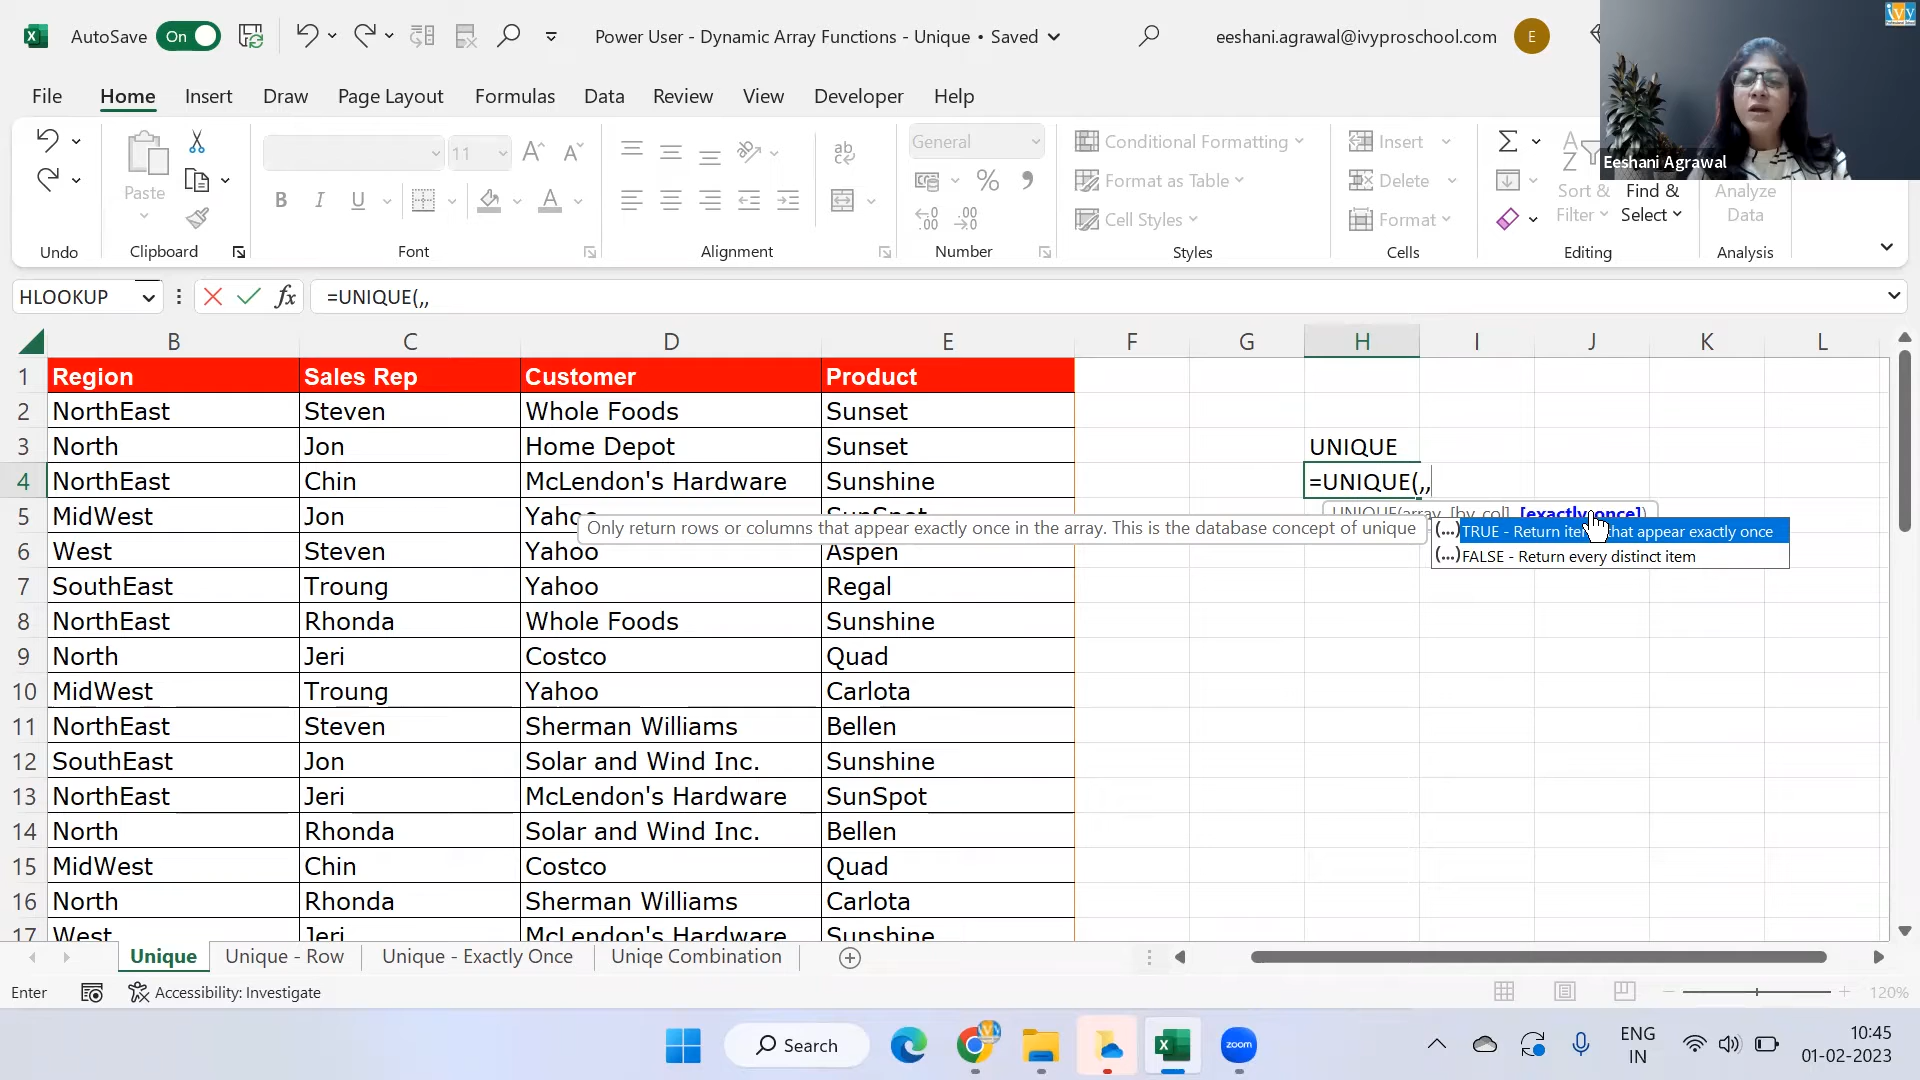 AutoSave On Power User - Dynamic Array Functions - Unique • Saved eeshani.agrawal@ivyproschool.com E
ivy
File Home Insert Draw Page Layout Formulas Data Review View Developer Help
Eeshani Agrawal
Undo
Paste
Clipboard
11
B I U
Font
ab
Alignment
General
Number
Conditional Formatting
Format as Table
Cell Styles
Styles
Insert
Delete
Format
Cells
Sort & Filter
Find & Select
Editing
Analyze Data
Analysis
HLOOKUP fx =UNIQUE(,,
B C D E F G H I J K L
1 Region Sales Rep Customer Product
2 NorthEast Steven Whole Foods Sunset
3 North Jon Home Depot Sunset UNIQUE
4 NorthEast Chin McLendon's Hardware Sunshine =UNIQUE(,,
UNIQUE(array, [by_col], [exactly_once])
5 MidWest Jon
Only return rows or columns that appear exactly once in the array. This is the database concept of unique
(...) TRUE - Return that appear exactly once
(...) FALSE - Return every distinct item
6 West Steven Yahoo Aspen
7 SouthEast Troung Yahoo Regal
8 NorthEast Rhonda Whole Foods Sunshine
9 North Jeri Costco Quad
10 MidWest Troung Yahoo Carlota
11 NorthEast Steven Sherman Williams Bellen
12 SouthEast Jon Solar and Wind Inc. Sunshine
13 NorthEast Jeri McLendon's Hardware SunSpot
14 North Rhonda Solar and Wind Inc. Bellen
15 MidWest Chin Costco Quad
16 North Rhonda Sherman Williams Carlota
17 West Jeri McLendon's Hardware Sunshine
Unique Unique - Row Unique - Exactly Once Uniqe Combination
Enter Accessibility: Investigate 120%
Search
zoom
ENG
IN
10:45
01-02-2023